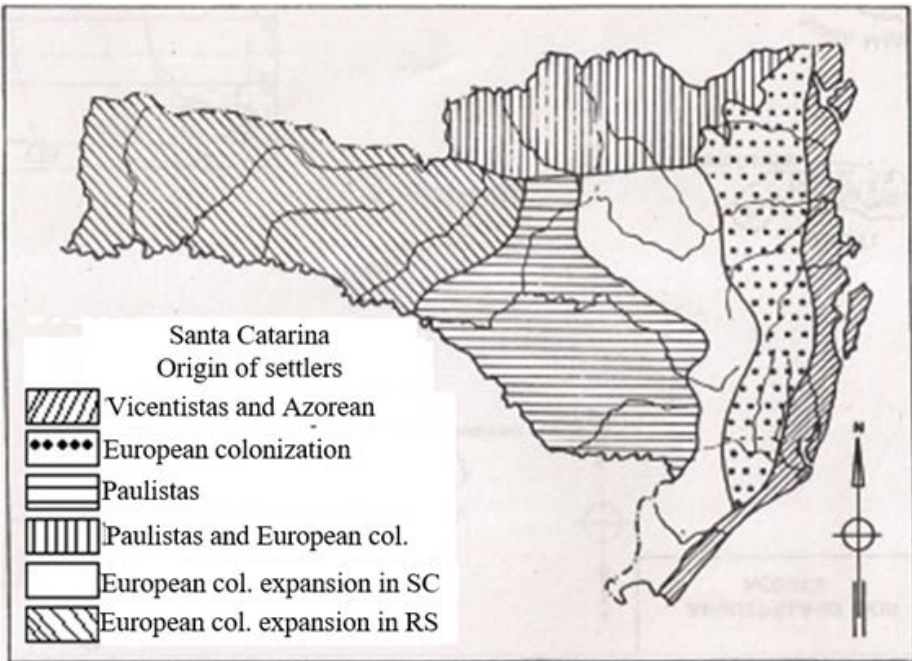 Santa Catarina
Origin of settlers
Vicentistas and Azorean
European colonization
Paulistas
Paulistas and European col.
European col. expansion in SC
European col. expansion in RS
N